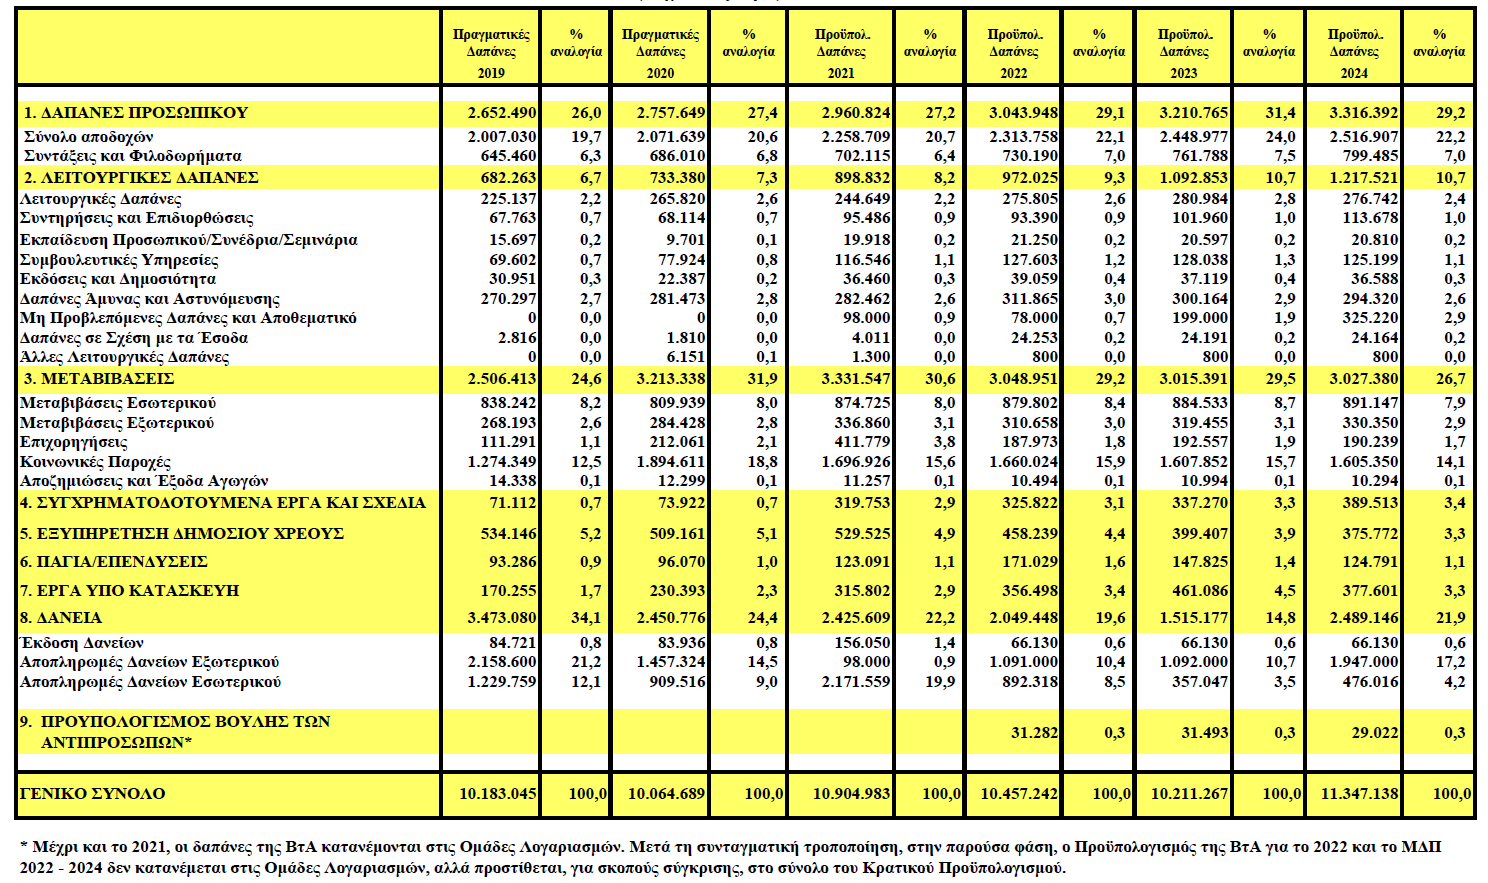 Πραγματικές Δαπάνες 2019 % αναλογία Πραγματικές Δαπάνες 2020 % αναλογία Προϋπολ. Δαπάνες 2021 % αναλογία Προϋπολ. Δαπάνες 2022 % αναλογία Προϋπολ. Δαπάνες 2023 % αναλογία Προϋπολ. Δαπάνες 2024 % αναλογία
1. ΔΑΠΑΝΕΣ ΠΡΟΣΩΠΙΚΟΥ 2.652.490 26,0 2.757.649 27,4 2.960.824 27,2 3.043.948 29,1 3.210.765 31,4 3.316.392 29,2
Σύνολο αποδοχών 2.007.030 19,7 2.071.639 20,6 2.258.709 20,7 2.313.758 22,1 2.448.977 24,0 2.516.907 22,2
Συντάξεις και Φιλοδωρήματα 645.460 6,3 686.010 6,8 702.115 6,4 730.190 7,0 761.788 7,5 799.485 7,0
2. ΛΕΙΤΟΥΡΓΙΚΕΣ ΔΑΠΑΝΕΣ 682.263 6,7 733.380 7,3 898.832 8,2 972.025 9,3 1.092.853 10,7 1.217.521 10,7
Λειτουργικές Δαπάνες 225.137 2,2 265.820 2,6 244.649 2,2 275.805 2,6 280.984 2,8 276.742 2,4
Συντηρήσεις και Επιδιορθώσεις 67.763 0,7 68.114 0,7 95.486 0,9 93.390 0,9 101.960 1,0 113.678 1,0
Εκπαίδευση Προσωπικού/Συνέδρια/Σεμινάρια 15.697 0,2 9.701 0,1 19.918 0,2 21.250 0,2 20.597 0,2 20.810 0,2
Συμβουλευτικές Υπηρεσίες 69.602 0,7 77.924 0,8 116.546 1,1 127.603 1,2 128.038 1,3 125.199 1,1
Εκδόσεις και Δημοσιότητα 30.951 0,3 22.387 0,2 36.460 0,3 39.059 0,4 37.119 0,4 36.588 0,3
Δαπάνες Άμυνας και Αστυνόμευσης 270.297 2,7 281.473 2,8 282.462 2,6 311.865 3,0 300.164 2,9 294.320 2,6
Μη Προβλεπόμενες Δαπάνες και Αποθεματικό 0 0,0 0 0,0 98.000 0,9 78.000 0,7 199.000 1,9 325.220 2,9
Δαπάνες σε Σχέση με τα Έσοδα 2.816 0,0 1.810 0,0 4.011 0,0 24.253 0,2 24.191 0,2 24.164 0,2
Άλλες Λειτουργικές Δαπάνες 0 0,0 6.151 0,1 1.300 0,0 800 0,0 800 0,0 800 0,0
3. ΜΕΤΑΒΙΒΑΣΕΙΣ 2.506.413 24,6 3.213.338 31,9 3.331.547 30,6 3.048.951 29,2 3.015.391 29,5 3.027.380 26,7
Μεταβιβάσεις Εσωτερικού 838.242 8,2 809.939 8,0 874.725 8,0 879.802 8,4 884.533 8,7 891.147 7,9
Μεταβιβάσεις Εξωτερικού 268.193 2,6 284.428 2,8 336.860 3,1 310.658 3,0 319.455 3,1 330.350 2,9
Επιχορηγήσεις 111.291 1,1 212.061 2,1 411.779 3,8 187.973 1,8 192.557 1,9 190.239 1,7
Κοινωνικές Παροχές 1.274.349 12,5 1.894.611 18,8 1.696.926 15,6 1.660.024 15,9 1.607.852 15,7 1.605.350 14,1
Αποζημιώσεις και Έξοδα Αγωγών 14.338 0,1 12.299 0,1 11.257 0,1 10.494 0,1 10.994 0,1 10.294 0,1
4. ΣΥΓΧΡΗΜΑΤΟΔΟΤΟΥΜΕΝΑ ΕΡΓΑ ΚΑΙ ΣΧΕΔΙΑ 71.112 0,7 73.922 0,7 319.753 2,9 325.822 3,1 337.270 3,3 389.513 3,4
5. ΕΞΥΠΗΡΕΤΗΣΗ ΔΗΜΟΣΙΟΥ ΧΡΕΟΥΣ 534.146 5,2 509.161 5,1 529.525 4,9 458.239 4,4 399.407 3,9 375.772 3,3
6. ΠΑΓΙΑ/ΕΠΕΝΔΥΣΕΙΣ 93.286 0,9 96.070 1,0 123.091 1,1 171.029 1,6 147.825 1,4 124.791 1,1
7. ΕΡΓΑ ΥΠΟ ΚΑΤΑΣΚΕΥΗ 170.255 1,7 230.393 2,3 315.802 2,9 356.498 3,4 461.086 4,5 377.601 3,3
8. ΔΑΝΕΙΑ 3.473.080 34,1 2.450.776 24,4 2.425.609 22,2 2.049.448 19,6 1.515.177 14,8 2.489.146 21,9
Έκδοση Δανείων 84.721 0,8 83.936 0,8 156.050 1,4 66.130 0,6 66.130 0,6 66.130 0,6
Αποπληρωμές Δανείων Εξωτερικού 2.158.600 21,2 1.457.324 14,5 98.000 0,9 1.091.000 10,4 1.092.000 10,7 1.947.000 17,2
Αποπληρωμές Δανείων Εσωτερικού 1.229.759 12,1 909.516 9,0 2.171.559 19,9 892.318 8,5 357.047 3,5 476.016 4,2
9. ΠΡΟΥΠΟΛΟΓΙΣΜΟΣ ΒΟΥΛΗΣ ΤΩΝ
ΑΝΤΙΠΡΟΣΩΠΩΝ* 31.282 0,3 31.493 0,3 29.022 0,3
ΓΕΝΙΚΟ ΣΥΝΟΛΟ 10.183.045 100,0 10.064.689 100,0 10.904.983 100,0 10.457.242 100,0 10.211.267 100,0 11.347.138 100,0
* Μέχρι και το 2021, οι δαπάνες της ΒτΑ κατανέμονται στις Ομάδες Λογαριασμών. Μετά τη συνταγματική τροποποίηση, στην παρούσα φάση, ο Προϋπολογισμός της ΒτΑ για το 2022 και το ΜΔΠ
2022 - 2024 δεν κατανέμεται στις Ομάδες Λογαριασμών, αλλά προστίθεται, για σκοπούς σύγκρισης, στο σύνολο του Κρατικού Προϋπολογισμού.